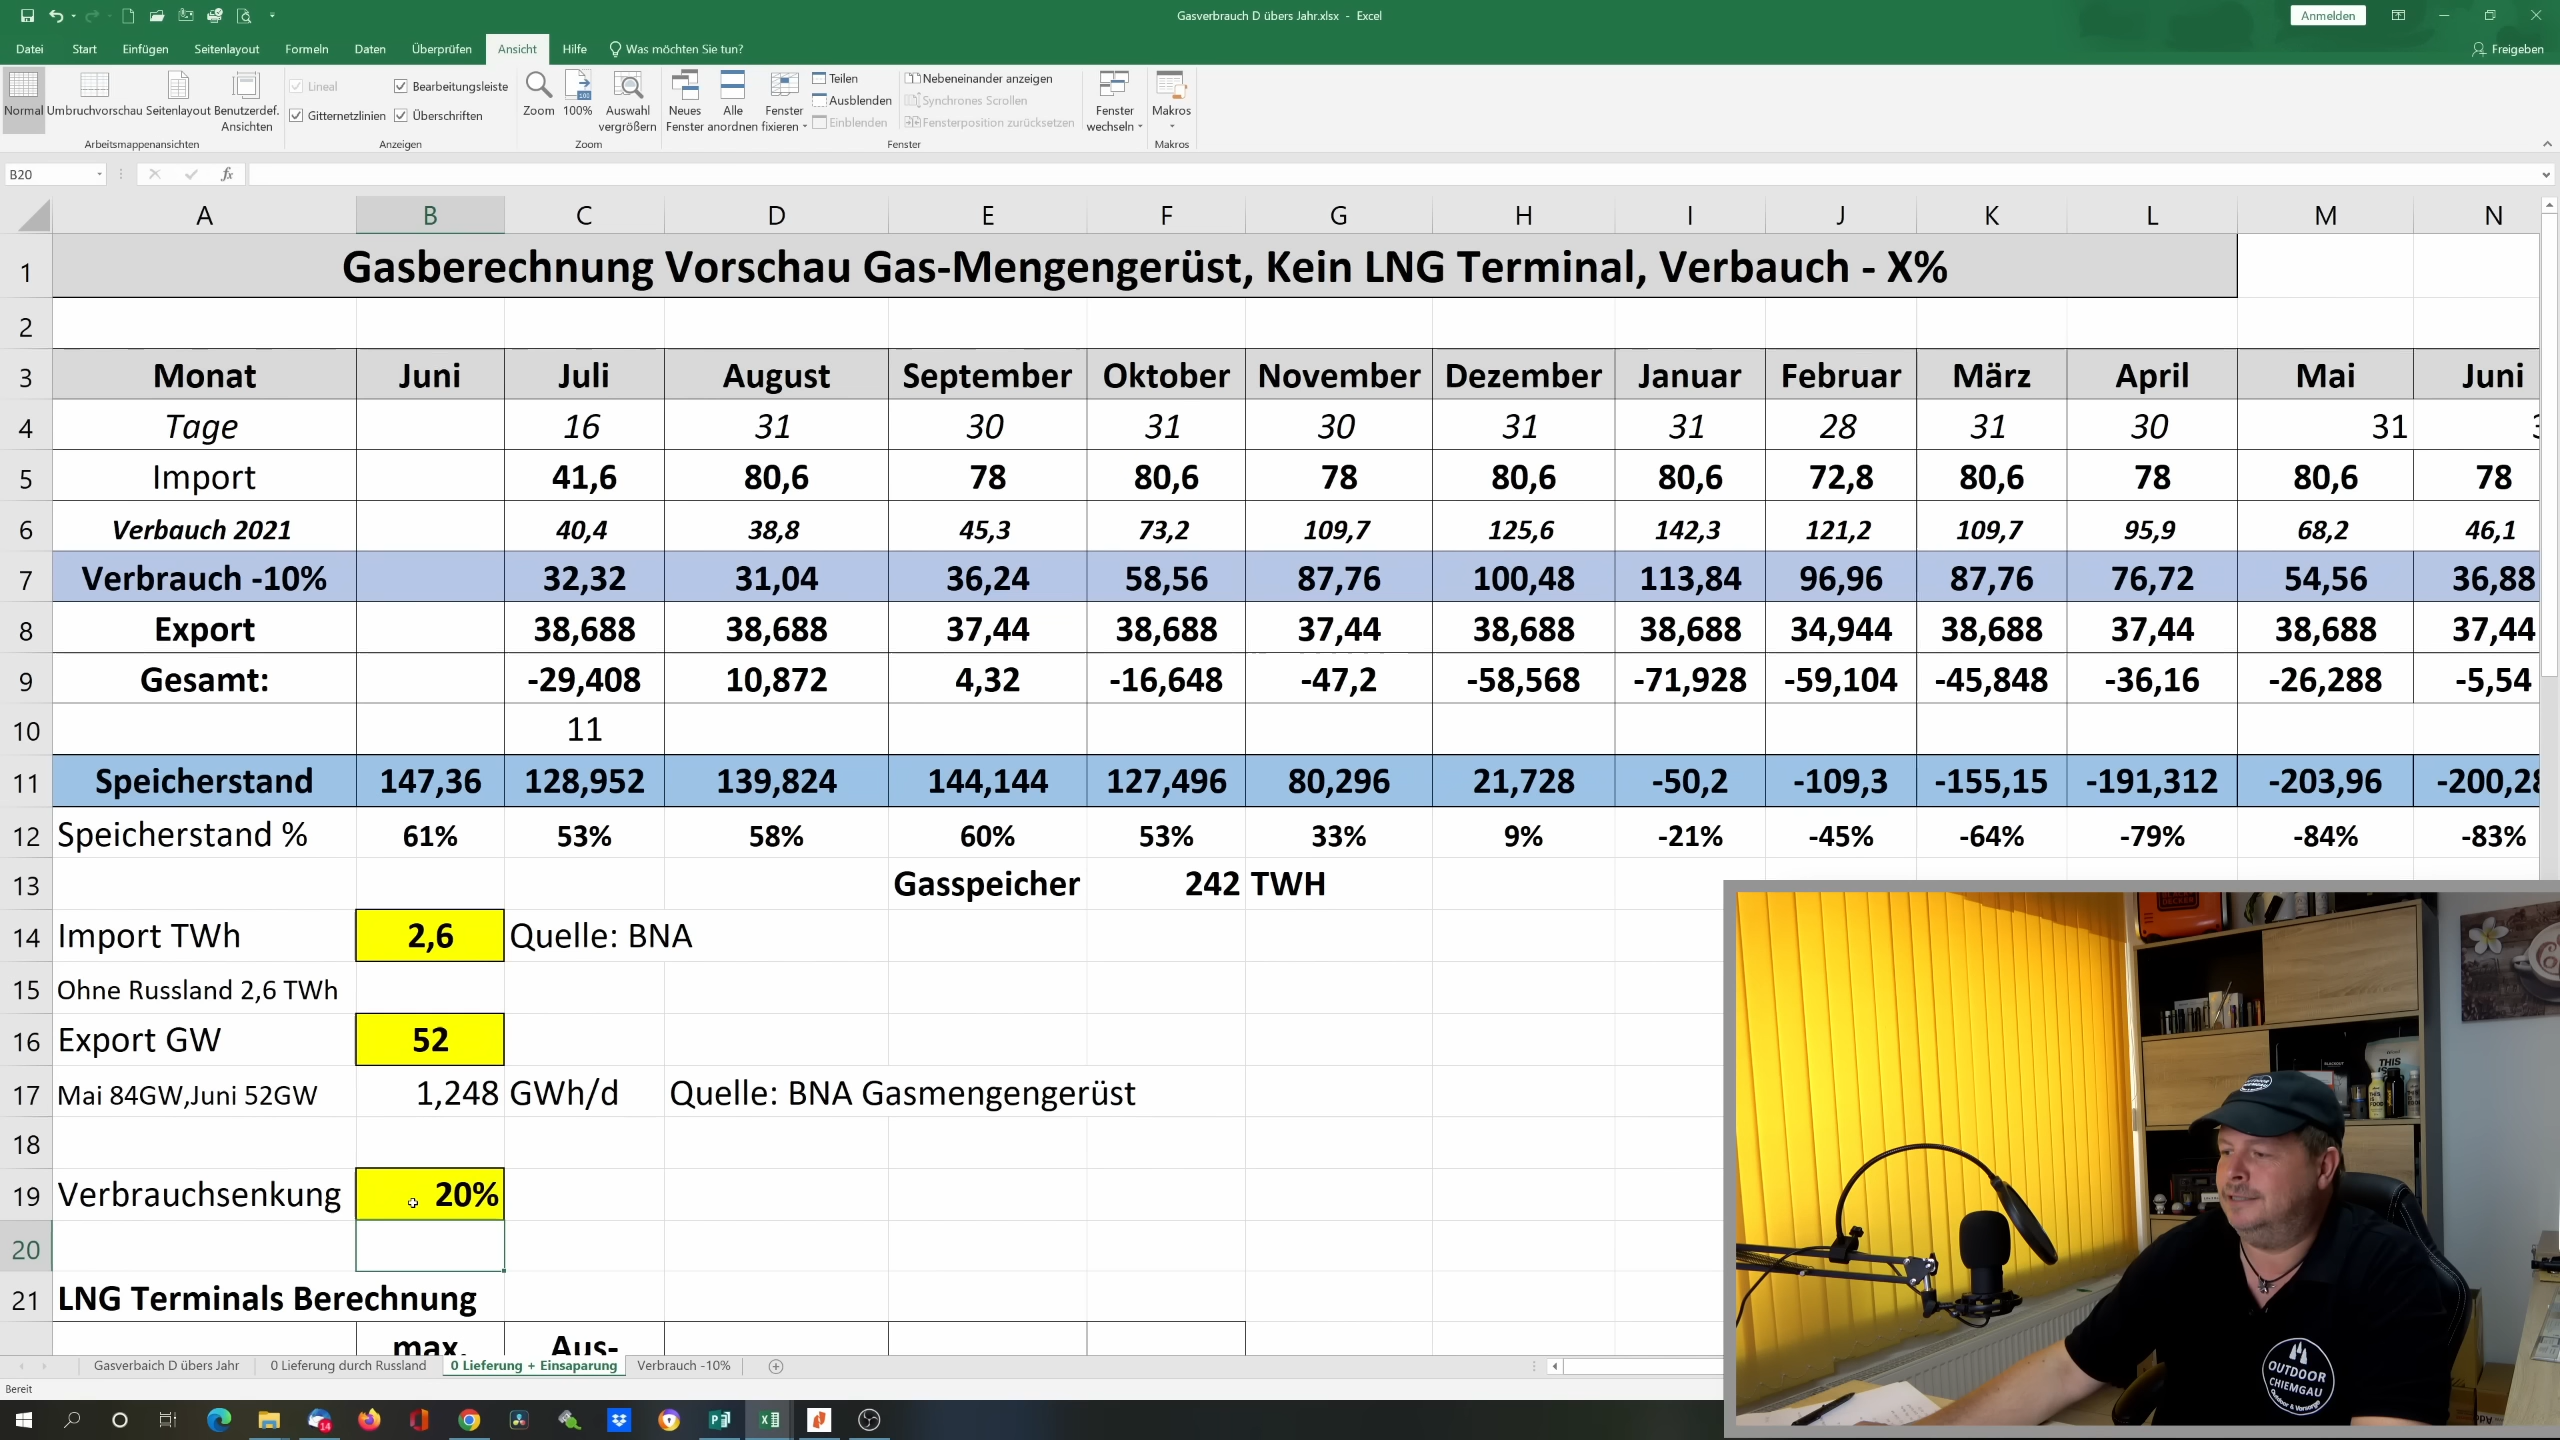 Gasverbrauch D übers Jahr.xlsx - Excel
Anmelden
Datei Start Einfügen Seitenlayout Formeln Daten Überprüfen Ansicht Hilfe Was möchten Sie tun? Freigeben
Normal Umbruchvorschau Seitenlayout Benutzerdef. Ansichten
Arbeitsmappenansichten
Lineal Bearbeitungsleiste
Gitternetzlinien Überschriften
Anzeigen
Zoom 100% Auswahl vergrößern
Zoom
Neues Fenster Alle anordnen Fenster fixieren
Teilen
Ausblenden
Einblenden
Nebeneinander anzeigen
Synchrones Scrollen
Fensterposition zurücksetzen
Fenster wechseln
Fenster
Makros
Makros
B20 fx
A B C D E F G H I J K L M N
1 Gasberechnung Vorschau Gas-Mengengerüst, Kein LNG Terminal, Verbauch - X%
2
3 Monat Juni Juli August September Oktober November Dezember Januar Februar März April Mai Juni
4 Tage 16 31 30 31 30 31 31 28 31 30 31
5 Import 41,6 80,6 78 80,6 78 80,6 80,6 72,8 80,6 78 80,6 78
6 Verbauch 2021 40,4 38,8 45,3 73,2 109,7 125,6 142,3 121,2 109,7 95,9 68,2 46,1
7 Verbrauch -10% 32,32 31,04 36,24 58,56 87,76 100,48 113,84 96,96 87,76 76,72 54,56 36,88
8 Export 38,688 38,688 37,44 38,688 37,44 38,688 38,688 34,944 38,688 37,44 38,688 37,44
9 Gesamt: -29,408 10,872 4,32 -16,648 -47,2 -58,568 -71,928 -59,104 -45,848 -36,16 -26,288 -5,54
10 11
11 Speicherstand 147,36 128,952 139,824 144,144 127,496 80,296 21,728 -50,2 -109,3 -155,15 -191,312 -203,96 -200,28
12 Speicherstand % 61% 53% 58% 60% 53% 33% 9% -21% -45% -64% -79% -84% -83%
13 Gasspeicher 242 TWH
14 Import TWh 2,6 Quelle: BNA
15 Ohne Russland 2,6 TWh
16 Export GW 52
17 Mai 84GW,Juni 52GW 1,248 GWh/d Quelle: BNA Gasmengengerüst
18
19 Verbrauchsenkung 20%
20
21 LNG Terminals Berechnung
max. Aus-
Gasverbaich D übers Jahr 0 Lieferung durch Russland 0 Lieferung + Einsaparung Verbrauch -10%
Bereit
14
OUTDOOR
CHIEMGAU
Outdoor & Vorsorge